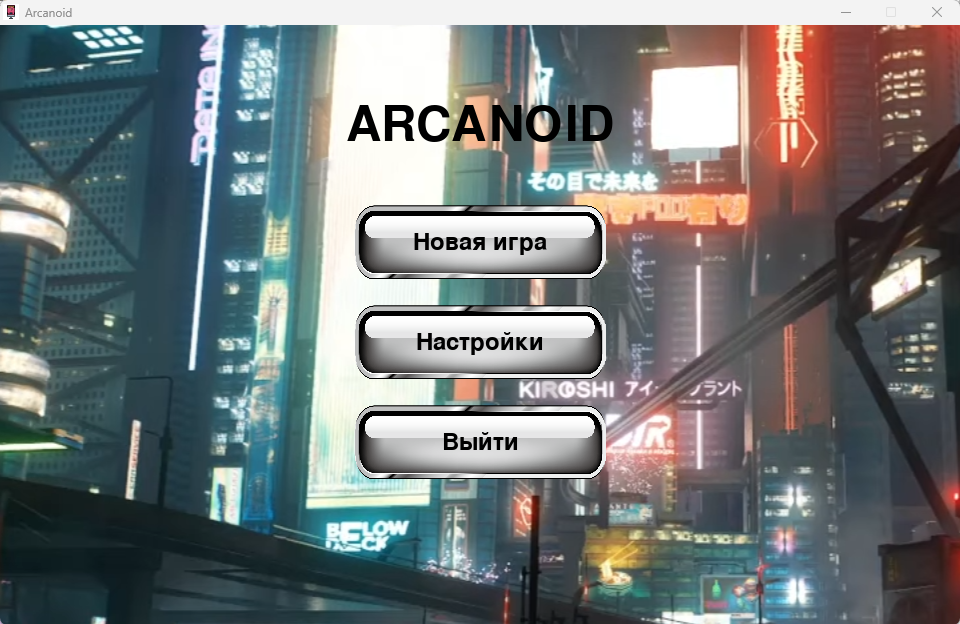 Arcanoid
ARCANOID
その目で未来を
Новая игра
Настройки
KIROSHI
Выйти
BELOW